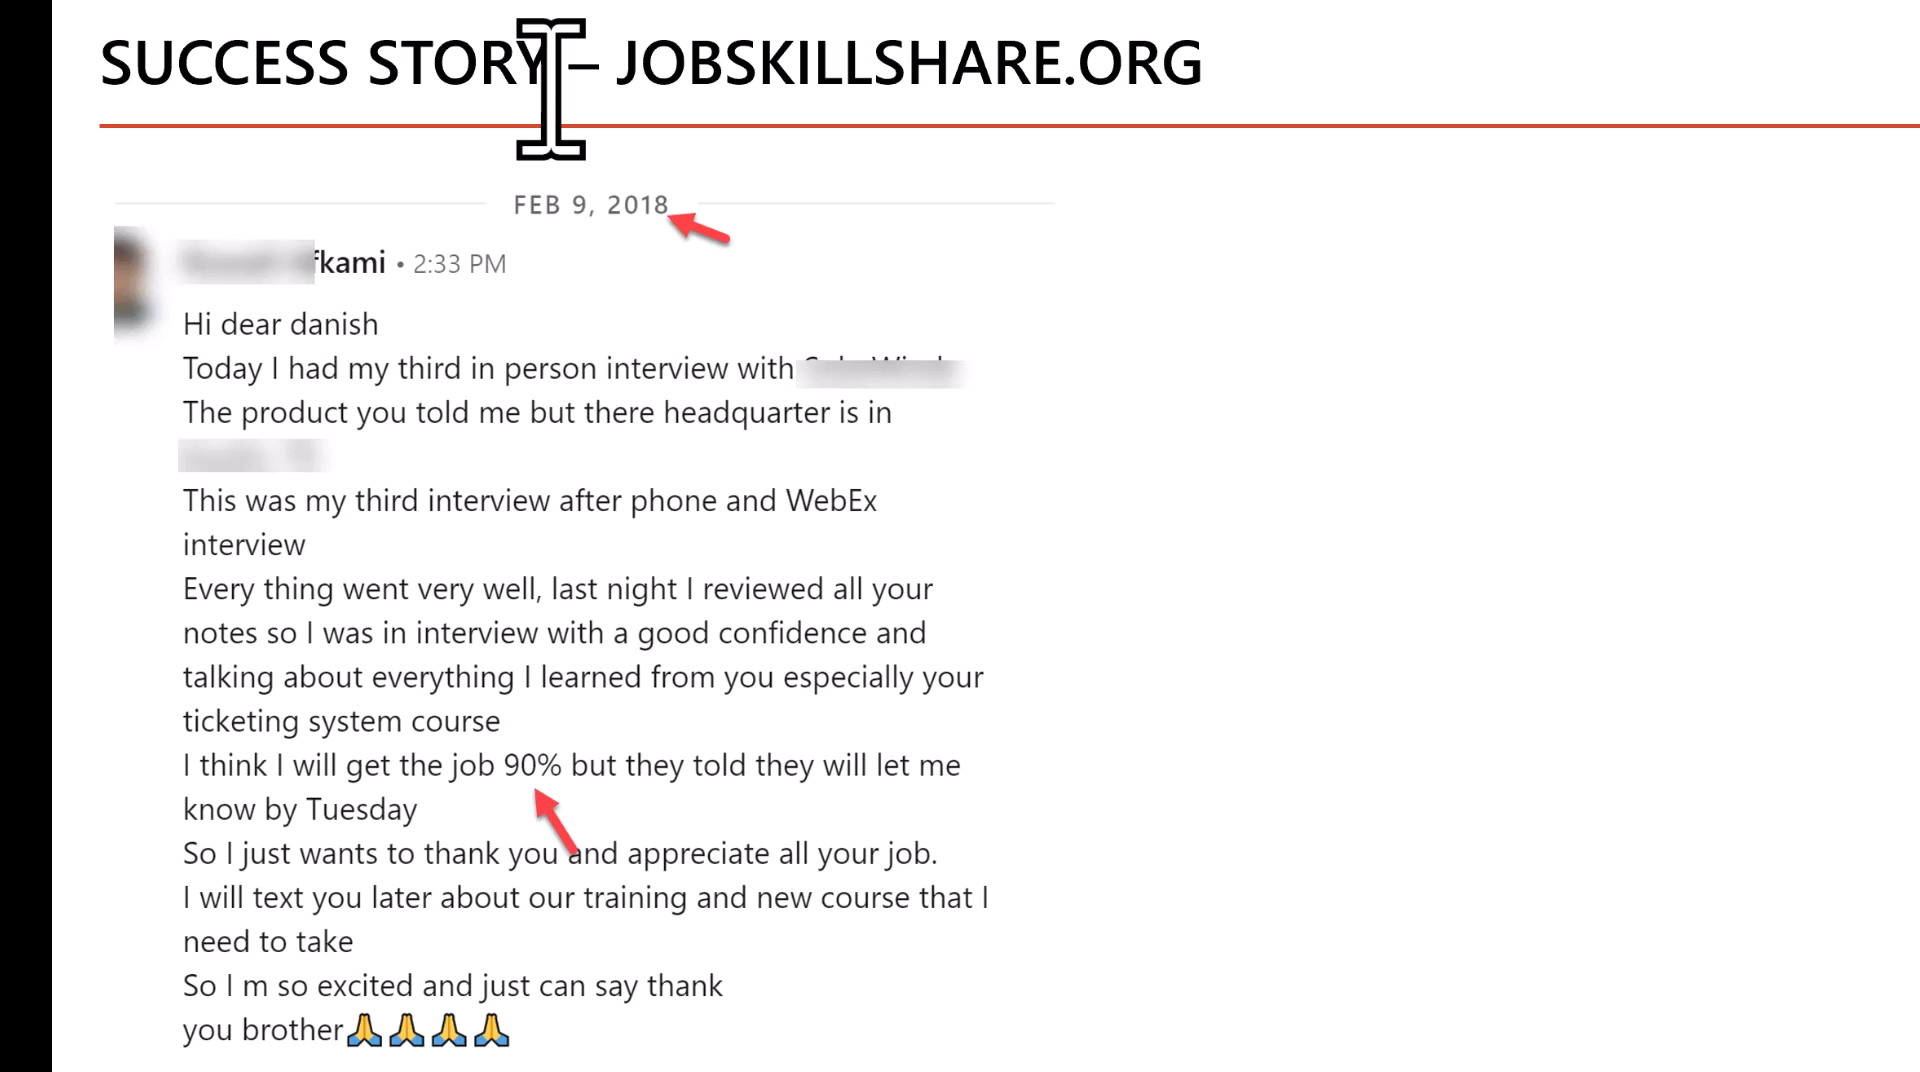 SUCCESS STORY – JOBSKILLSHARE.ORG
FEB 9, 2018
fkami • 2:33 PM
Hi dear danish
Today I had my third in person interview with
The product you told me but there headquarter is in
This was my third interview after phone and WebEx
interview
Every thing went very well, last night I reviewed all your
notes so I was in interview with a good confidence and
talking about everything I learned from you especially your
ticketing system course
I think I will get the job 90% but they told they will let me
know by Tuesday
So I just wants to thank you and appreciate all your job.
I will text you later about our training and new course that I
need to take
So I m so excited and just can say thank
you brother🙏🙏🙏🙏